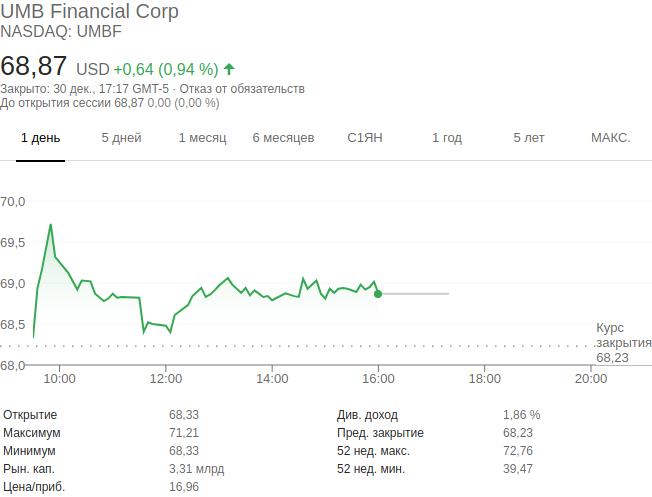 UMB Financial Corp
NASDAQ: UMBF
68,87 USD +0,64 (0,94 %)
Закрыто: 30 дек., 17:17 GMT-5 · Отказ от обязательств
До открытия сессии 68,87 0,00 (0,00 %)
1 день 5 дней 1 месяц 6 месяцев С1ЯН 1 год 5 лет МАКС.
70,0
69,5
69,0
68,5
68,0
Курс
закрытия
68,23
10:00 12:00 14:00 16:00 18:00 20:00
Открытие 68,33 Див. доход 1,86 %
Максимум 71,21 Пред. закрытие 68,23
Минимум 68,33 52 нед. макс. 72,76
Рын. кап. 3,31 млрд 52 нед. мин. 39,47
Цена/приб. 16,96